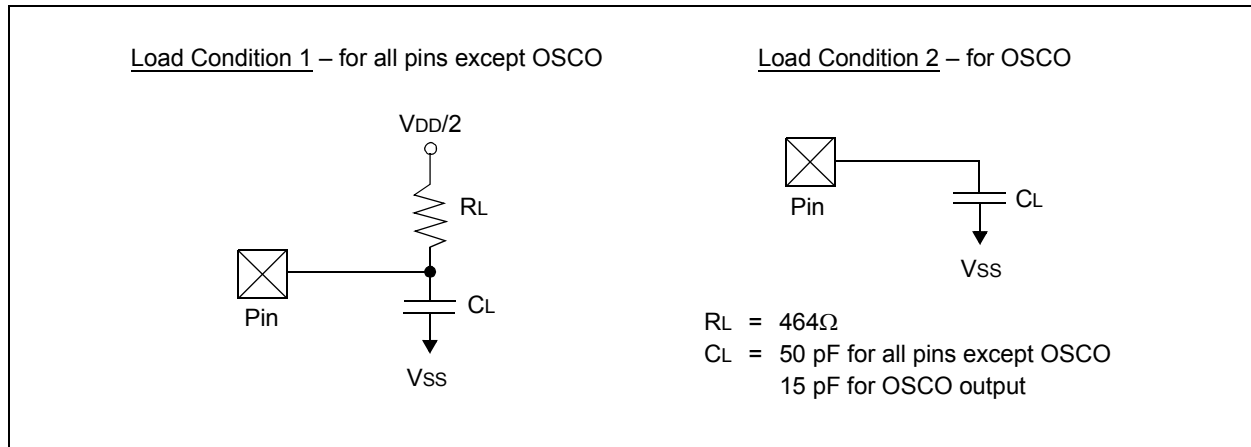 Load Condition 1 – for all pins except OSCO
VDD/2
RL
Pin
CL
VSS
Load Condition 2 – for OSCO
Pin
CL
VSS
RL = 464Ω
CL = 50 pF for all pins except OSCO
15 pF for OSCO output